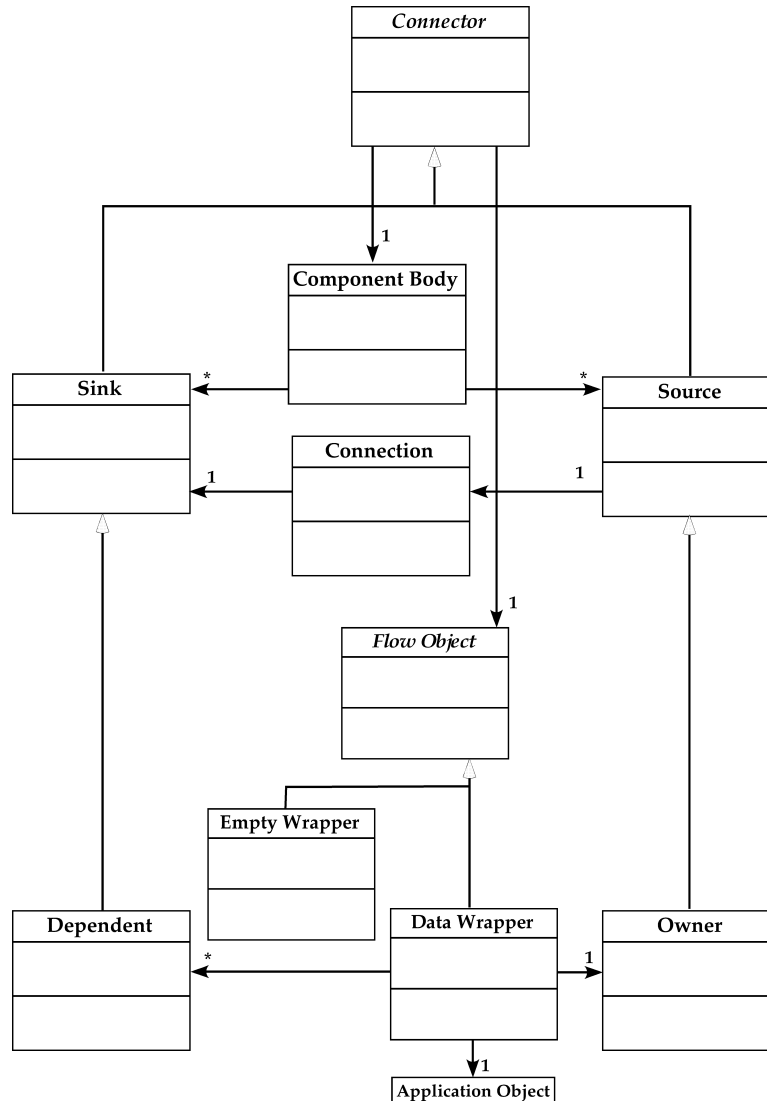 Connector
1
Component Body
* *
Sink Source
Connection
1 1
1
Flow Object
Empty Wrapper
Dependent Data Wrapper Owner
* 1
1
Application Object